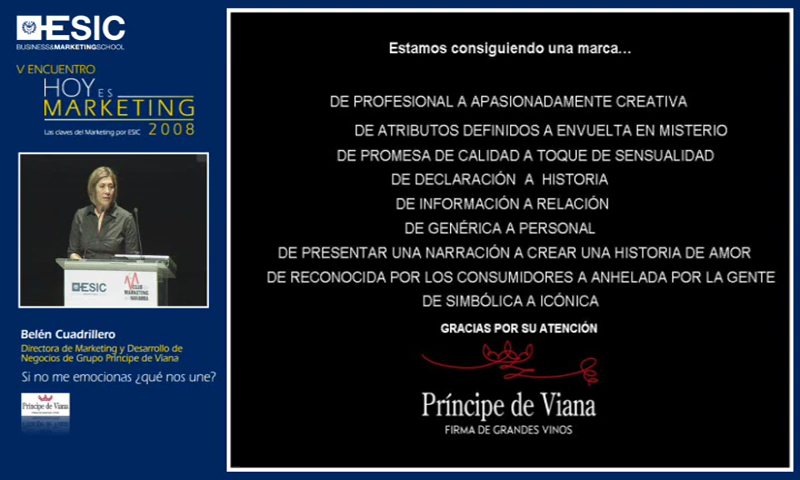 ESIC
BUSINESS&MARKETINGSCHOOL
V ENCUENTRO
HOY ES
MARKETING
Las claves del Marketing por ESIC 2008
ESIC
CLUB DE
MARKETING
DE NAVARRA
Belén Cuadrillero
Directora de Marketing y Desarrollo de
Negocios de Grupo Príncipe de Viana
Si no me emocionas ¿qué nos une?
Príncipe de Viana
Estamos consiguiendo una marca...
DE PROFESIONAL A APASIONADAMENTE CREATIVA
DE ATRIBUTOS DEFINIDOS A ENVUELTA EN MISTERIO
DE PROMESA DE CALIDAD A TOQUE DE SENSUALIDAD
DE DECLARACIÓN A HISTORIA
DE INFORMACIÓN A RELACIÓN
DE GENÉRICA A PERSONAL
DE PRESENTAR UNA NARRACIÓN A CREAR UNA HISTORIA DE AMOR
DE RECONOCIDA POR LOS CONSUMIDORES A ANHELADA POR LA GENTE
DE SIMBÓLICA A ICÓNICA
GRACIAS POR SU ATENCIÓN
Príncipe de Viana
FIRMA DE GRANDES VINOS